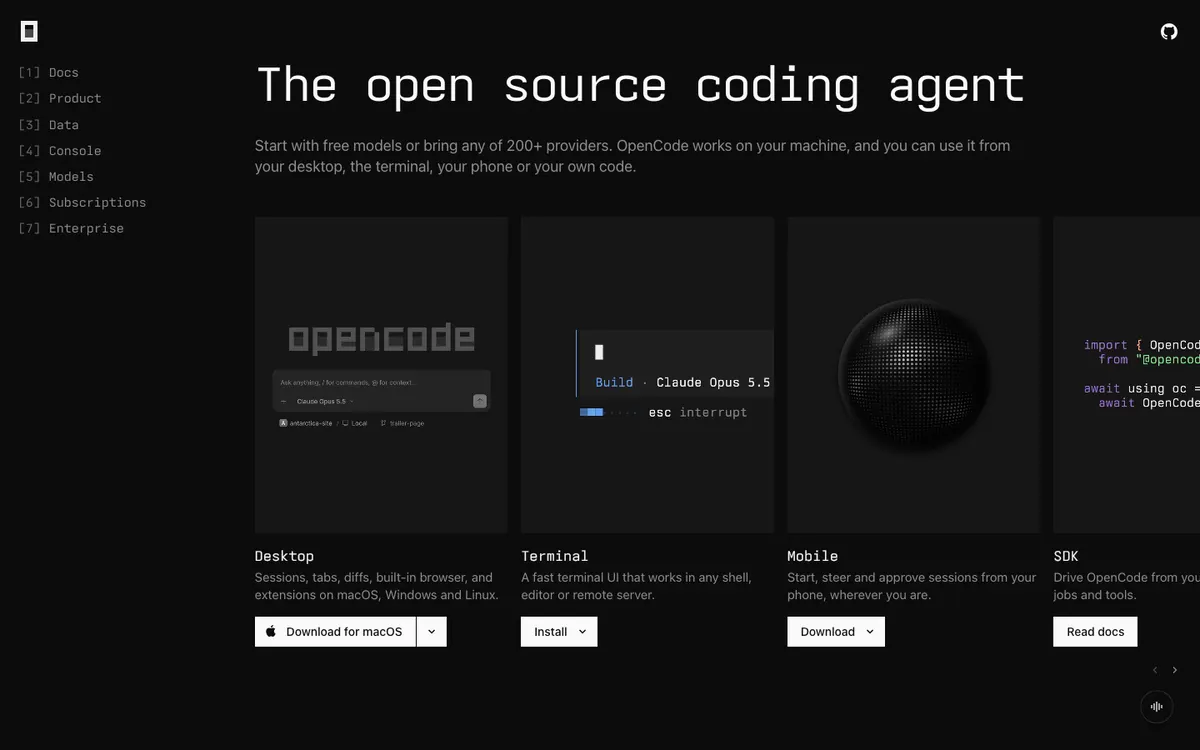 [1] Docs
[2] Product
[3] Data
[4] Console
[5] Models
[6] Subscriptions
[7] Enterprise
The open source coding agent
Start with free models or bring any of 200+ providers. OpenCode works on your machine, and you can use it from
your desktop, the terminal, your phone or your own code.
opencode
Ask anything, / for commands, @ for context...
Claude Opus 5.5
A antarctica-site / Local trailer-page
Build · Claude Opus 5.5
esc interrupt
import { OpenCod
from "@opencod
await using oc =
await OpenCode
Desktop
Sessions, tabs, diffs, built-in browser, and
extensions on macOS, Windows and Linux.
Download for macOS
Terminal
A fast terminal UI that works in any shell,
editor or remote server.
Install
Mobile
Start, steer and approve sessions from your
phone, wherever you are.
Download
SDK
Drive OpenCode from you
jobs and tools.
Read docs